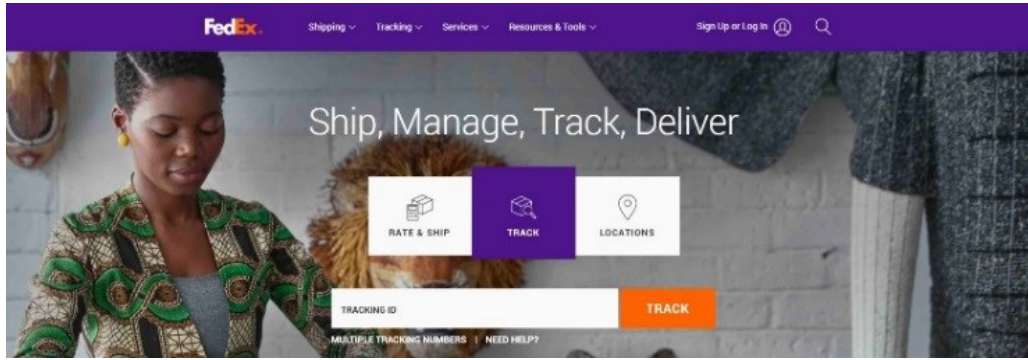 FedEx. Shipping Tracking Services Resources & Tools Sign Up or Log In
Ship, Manage, Track, Deliver
RATE & SHIP TRACK LOCATIONS
TRACKING ID TRACK
MULTIPLE TRACKING NUMBERS | NEED HELP?